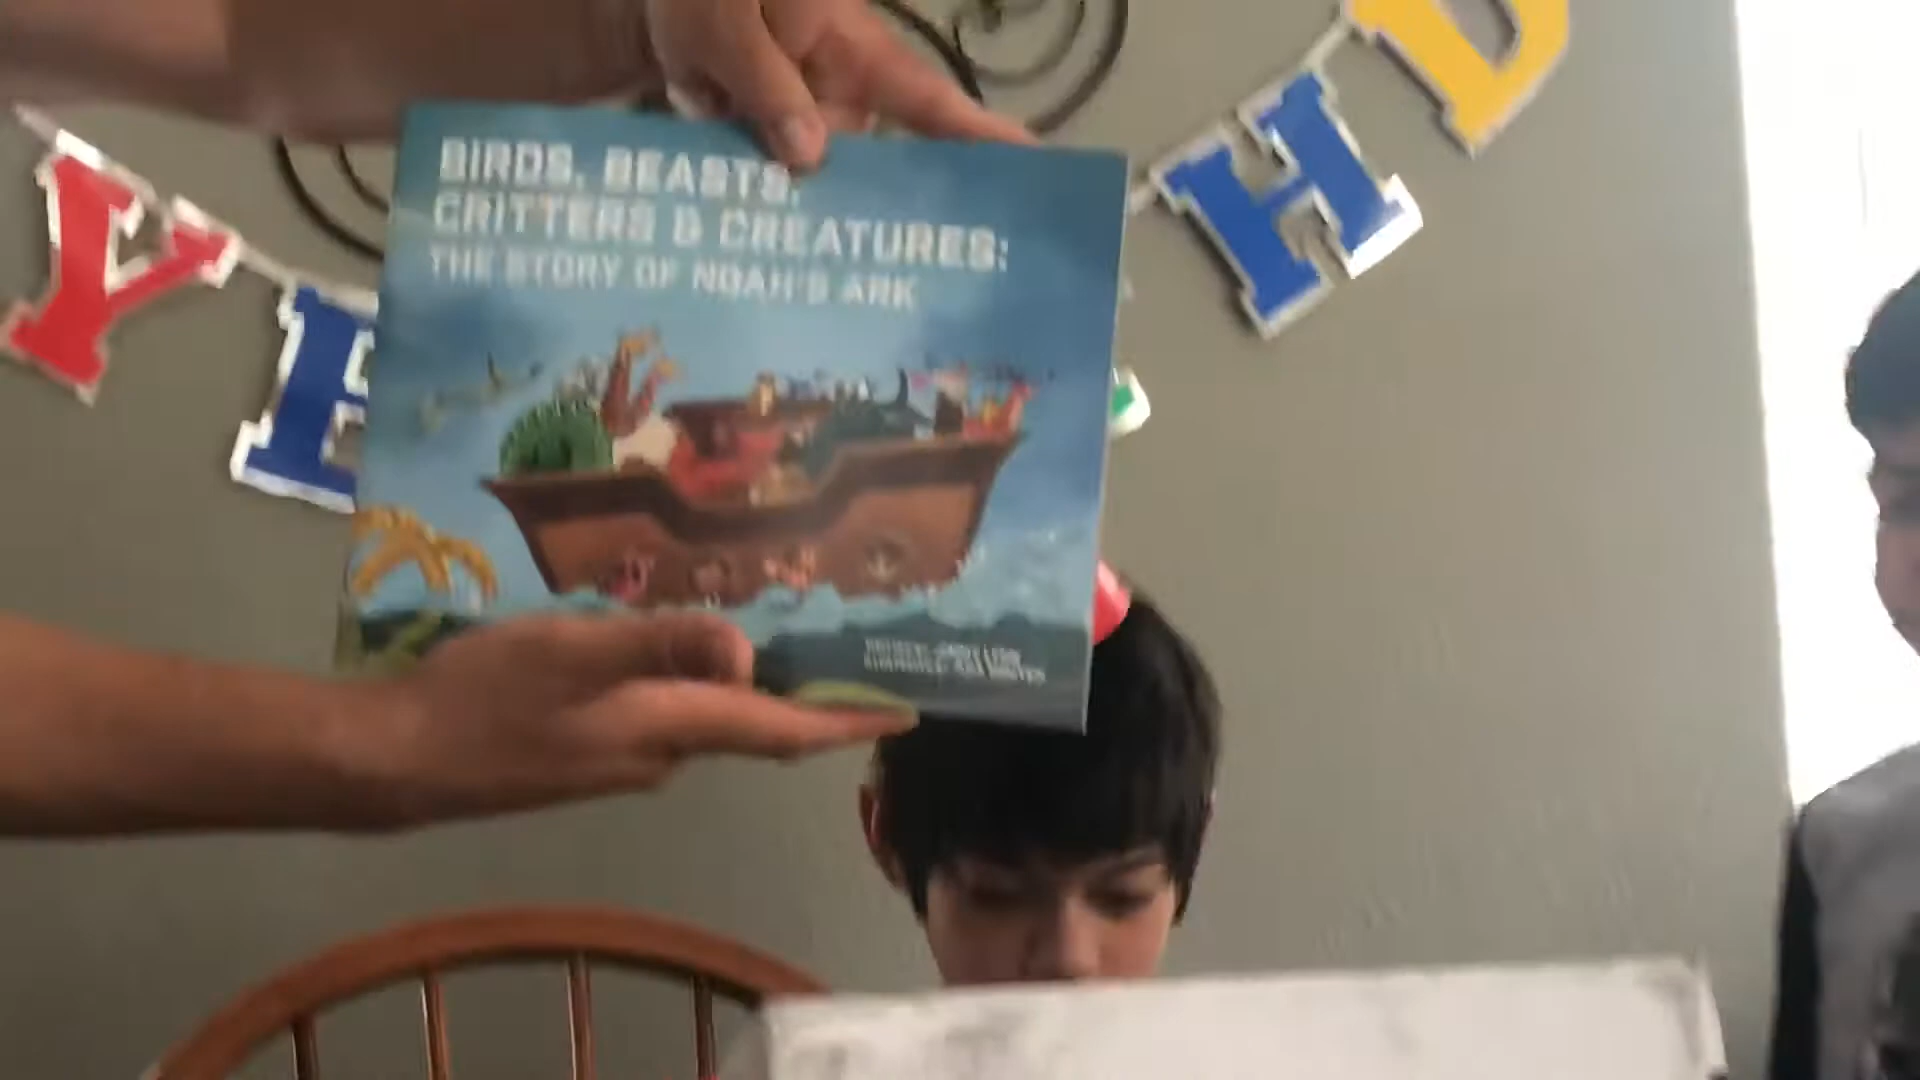 BIRDS, BEASTS,
CRITTERS & CREATURES:
THE STORY OF NOAH'S ARK
Y
H
D